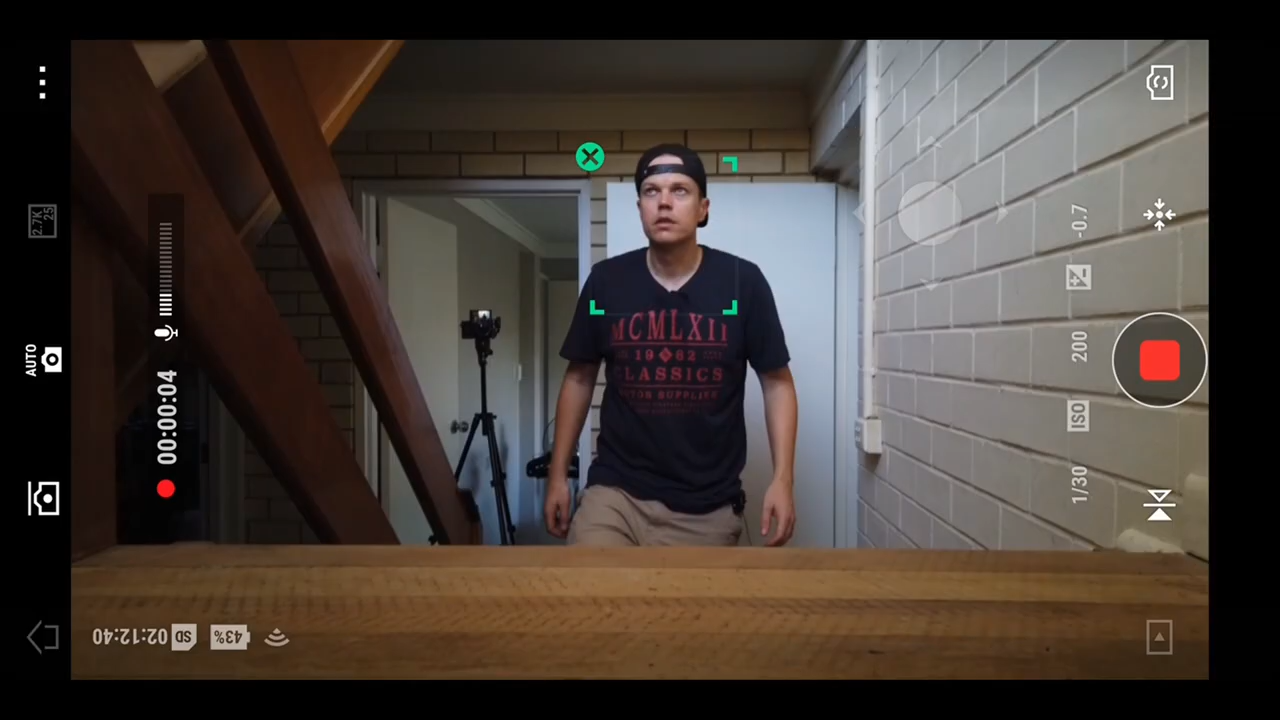 2.7K
25
AUTO
00:00:04
02:12:40
SD
43%
MCMLXII
19 62
CLASSICS
-0.7
200
ISO
1/30